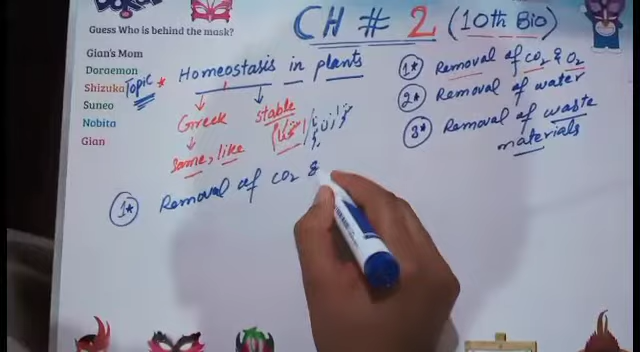 CH # 2 (10th Bio)
Guess Who is behind the mask?
Gian's Mom
Doraemon
Shizuka
Suneo
Nobita
Gian
Topic * Homeostasis in plants
Greek
stable
Same, like
1* Removal of CO2 & O2
2* Removal of water
3* Removal of waste
materials
1* Removal of CO2 &